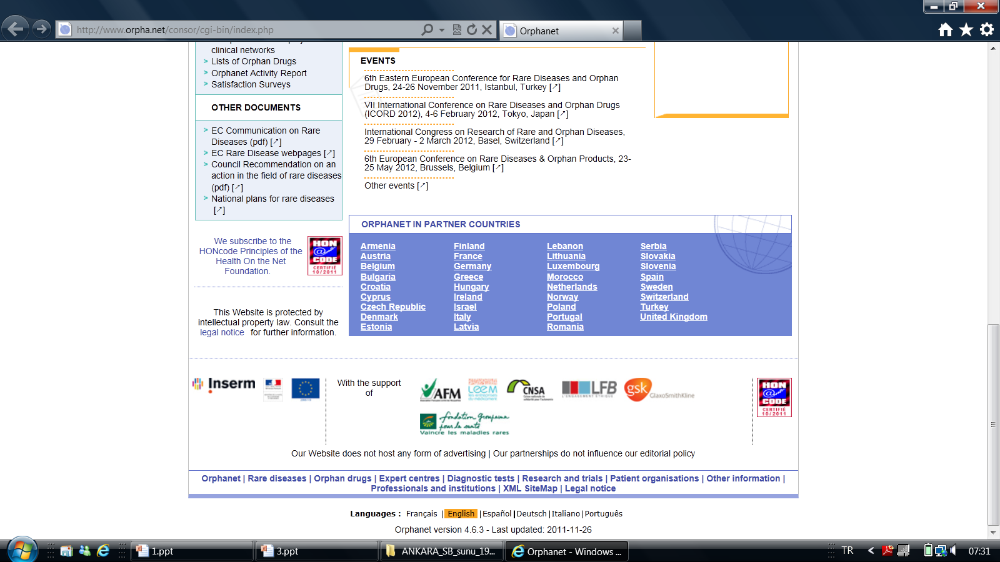 http://www.orpha.net/consor/cgi-bin/index.php
Orphanet
clinical networks
> Lists of Orphan Drugs
> Orphanet Activity Report
> Satisfaction Surveys
OTHER DOCUMENTS
> EC Communication on Rare
Diseases (pdf) [↗]
> EC Rare Disease webpages [↗]
> Council Recommendation on an
action in the field of rare diseases
(pdf) [↗]
> National plans for rare diseases
[↗]
We subscribe to the
HONcode Principles of the
Health On the Net
Foundation.
HON
@
CODE
CERTIFIÉ
10/2011
This Website is protected by
intellectual property law. Consult the
legal notice for further information.
EVENTS
6th Eastern European Conference for Rare Diseases and Orphan
Drugs, 24-26 November 2011, Istanbul, Turkey [↗]
VII International Conference on Rare Diseases and Orphan Drugs
(ICORD 2012), 4-6 February 2012, Tokyo, Japan [↗]
International Congress on Research of Rare and Orphan Diseases,
29 February - 2 March 2012, Basel, Switzerland [↗]
6th European Conference on Rare Diseases & Orphan Products, 23-
25 May 2012, Brussels, Belgium [↗]
Other events [↗]
ORPHANET IN PARTNER COUNTRIES
Armenia
Austria
Belgium
Bulgaria
Croatia
Cyprus
Czech Republic
Denmark
Estonia
Finland
France
Germany
Greece
Hungary
Ireland
Israel
Italy
Latvia
Lebanon
Lithuania
Luxembourg
Morocco
Netherlands
Norway
Poland
Portugal
Romania
Serbia
Slovakia
Slovenia
Spain
Sweden
Switzerland
Turkey
United Kingdom
Inserm
With the support
of
AFM
LEEM
les entreprises
du médicament
CNSA
LFB
L'ENGAGEMENT ÉTHIQUE
gsk
GlaxoSmithKline
fondation groupama
pour la santé
Vaincre les maladies rares
HON
@
CODE
CERTIFIÉ
10/2011
Our Website does not host any form of advertising | Our partnerships do not influence our editorial policy
Orphanet | Rare diseases | Orphan drugs | Expert centres | Diagnostic tests | Research and trials | Patient organisations | Other information |
Professionals and institutions | XML SiteMap | Legal notice
Languages : Français | English | Español | Deutsch | Italiano | Português
Orphanet version 4.6.3 - Last updated: 2011-11-26
1.ppt
3.ppt
ANKARA_SB_sunu_19...
Orphanet - Windows ...
TR
07:31